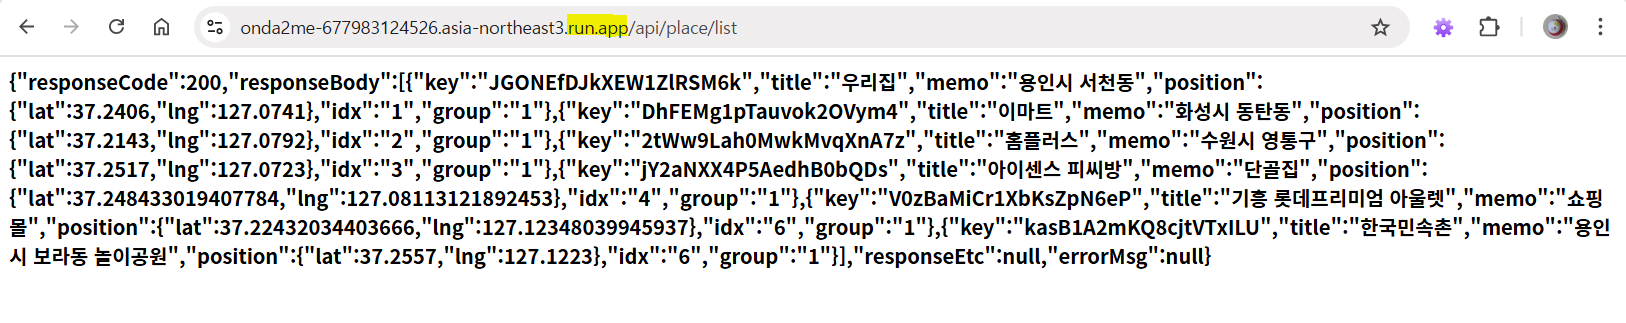 onda2me-677983124526.asia-northeast3.run.app/api/place/list
{"responseCode":200,"responseBody":[{"key":"JGONEfDJkXEW1ZlRSM6k","title":"우리집","memo":"용인시 서천동","position":
{"lat":37.2406,"lng":127.0741},"idx":"1","group":"1"},{"key":"DhFEMg1pTauvok2OVym4","title":"이마트","memo":"화성시 동탄동","position":
{"lat":37.2143,"lng":127.0792},"idx":"2","group":"1"},{"key":"2tWw9Lah0MwkMvqXnA7z","title":"홈플러스","memo":"수원시 영통구","position":
{"lat":37.2517,"lng":127.0723},"idx":"3","group":"1"},{"key":"jY2aNXX4P5AedhB0bQDs","title":"아이센스 피씨방","memo":"단골집","position":
{"lat":37.248433019407784,"lng":127.08113121892453},"idx":"4","group":"1"},{"key":"V0zBaMiCr1XbKsZpN6eP","title":"기흥 롯데프리미엄 아울렛","memo":"쇼핑
몰","position":{"lat":37.22432034403666,"lng":127.12348039945937},"idx":"6","group":"1"},{"key":"kasB1A2mKQ8cjtVTxILU","title":"한국민속촌","memo":"용인
시 보라동 놀이공원","position":{"lat":37.2557,"lng":127.1223},"idx":"6","group":"1"}],"responseEtc":null,"errorMsg":null}